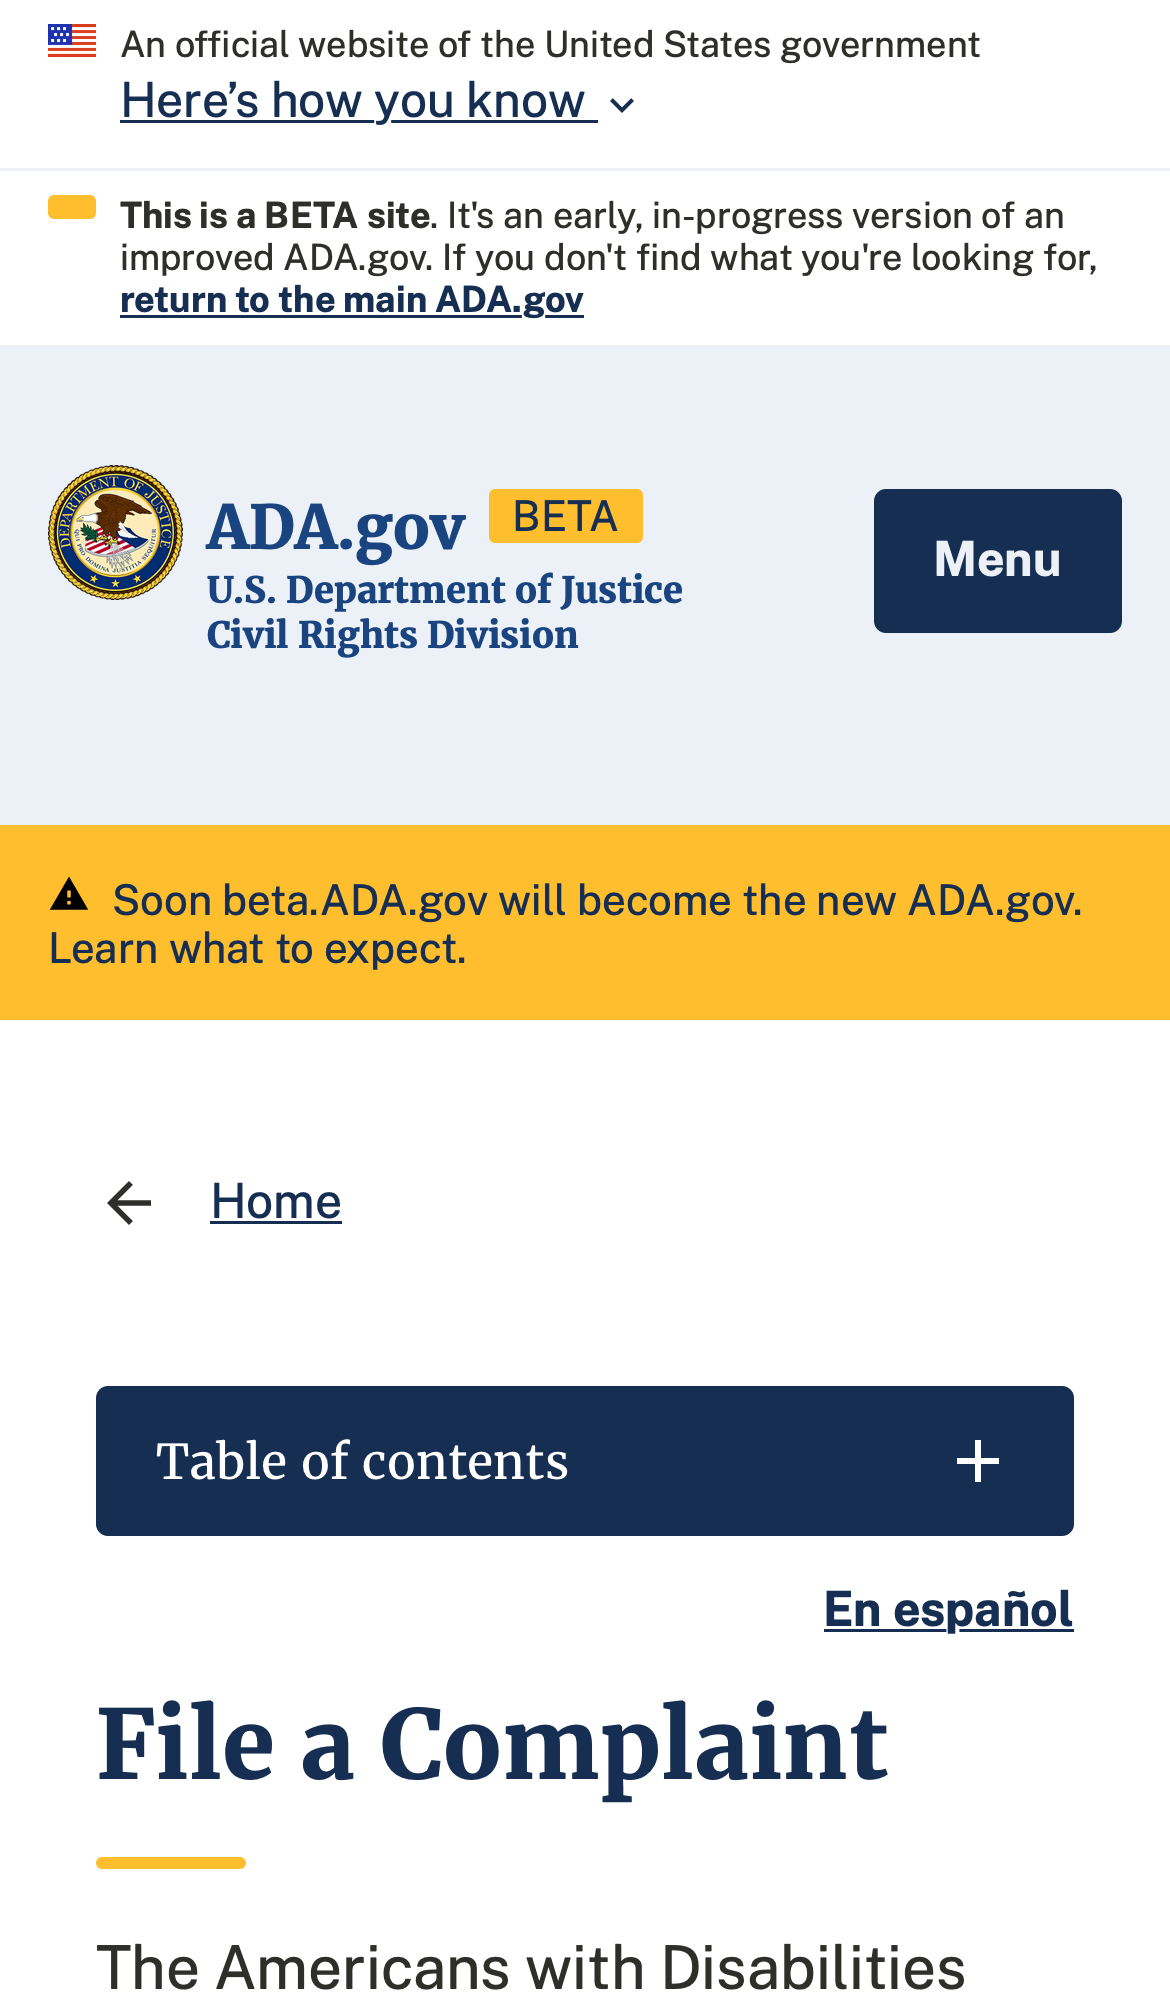 An official website of the United States government
Here’s how you know
This is a BETA site. It's an early, in-progress version of an
improved ADA.gov. If you don't find what you're looking for,
return to the main ADA.gov
DEPARTMENT OF JUSTICE
QUI PRO DOMINA JUSTITIA SEQUITUR
ADA.gov BETA
U.S. Department of Justice
Civil Rights Division
Menu
Soon beta.ADA.gov will become the new ADA.gov.
Learn what to expect.
Home
Table of contents
En español
File a Complaint
The Americans with Disabilities